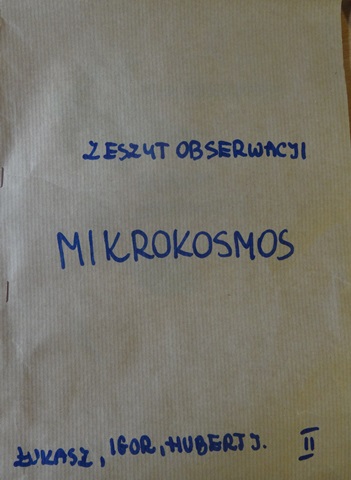 ZESZYT OBSERWACJI
MIKROKOSMOS
ŁUKASZ, IGOR, HUBERT J. II